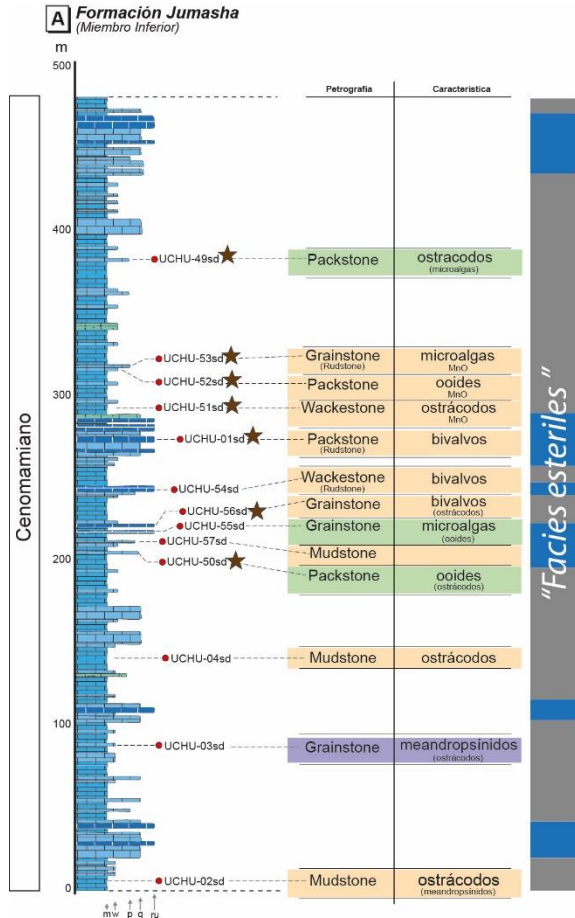 A Formación Jumasha
(Miembro Inferior)
m
500
Petrografia Caracteristica
400
UCHU-49sd Packstone ostracodos
(microalgas)
UCHU-53sd Grainstone microalgas
(Rudstone) MnO
UCHU-52sd Packstone ooides
MnO
300
UCHU-51sd Wackestone ostrácodos
MnO
UCHU-01sd Packstone bivalvos
(Rudstone)
UCHU-54sd Wackestone bivalvos
(Rudstone)
UCHU-56sd Grainstone bivalvos
(ostrácodos)
UCHU-55sd Grainstone microalgas
(ooides)
UCHU-57sd Mudstone
200
UCHU-50sd Packstone ooides
(ostrácodos)
UCHU-04sd Mudstone ostrácodos
100
UCHU-03sd Grainstone meandropsínidos
(ostrácodos)
UCHU-02sd Mudstone ostrácodos
(meandropsínidos)
0
m w p g ru
Cenomamiano
"Facies esteriles"